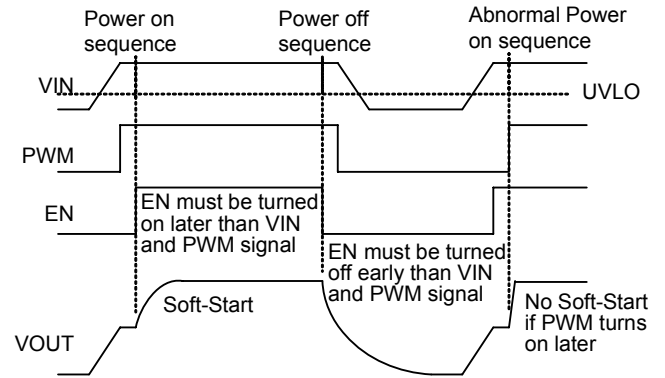 Power on
sequence
Power off
sequence
Abnormal Power
on sequence
VIN
UVLO
PWM
EN
EN must be turned
on later than VIN
and PWM signal
EN must be turned
off early than VIN
and PWM signal
Soft-Start
No Soft-Start
if PWM turns
on later
VOUT